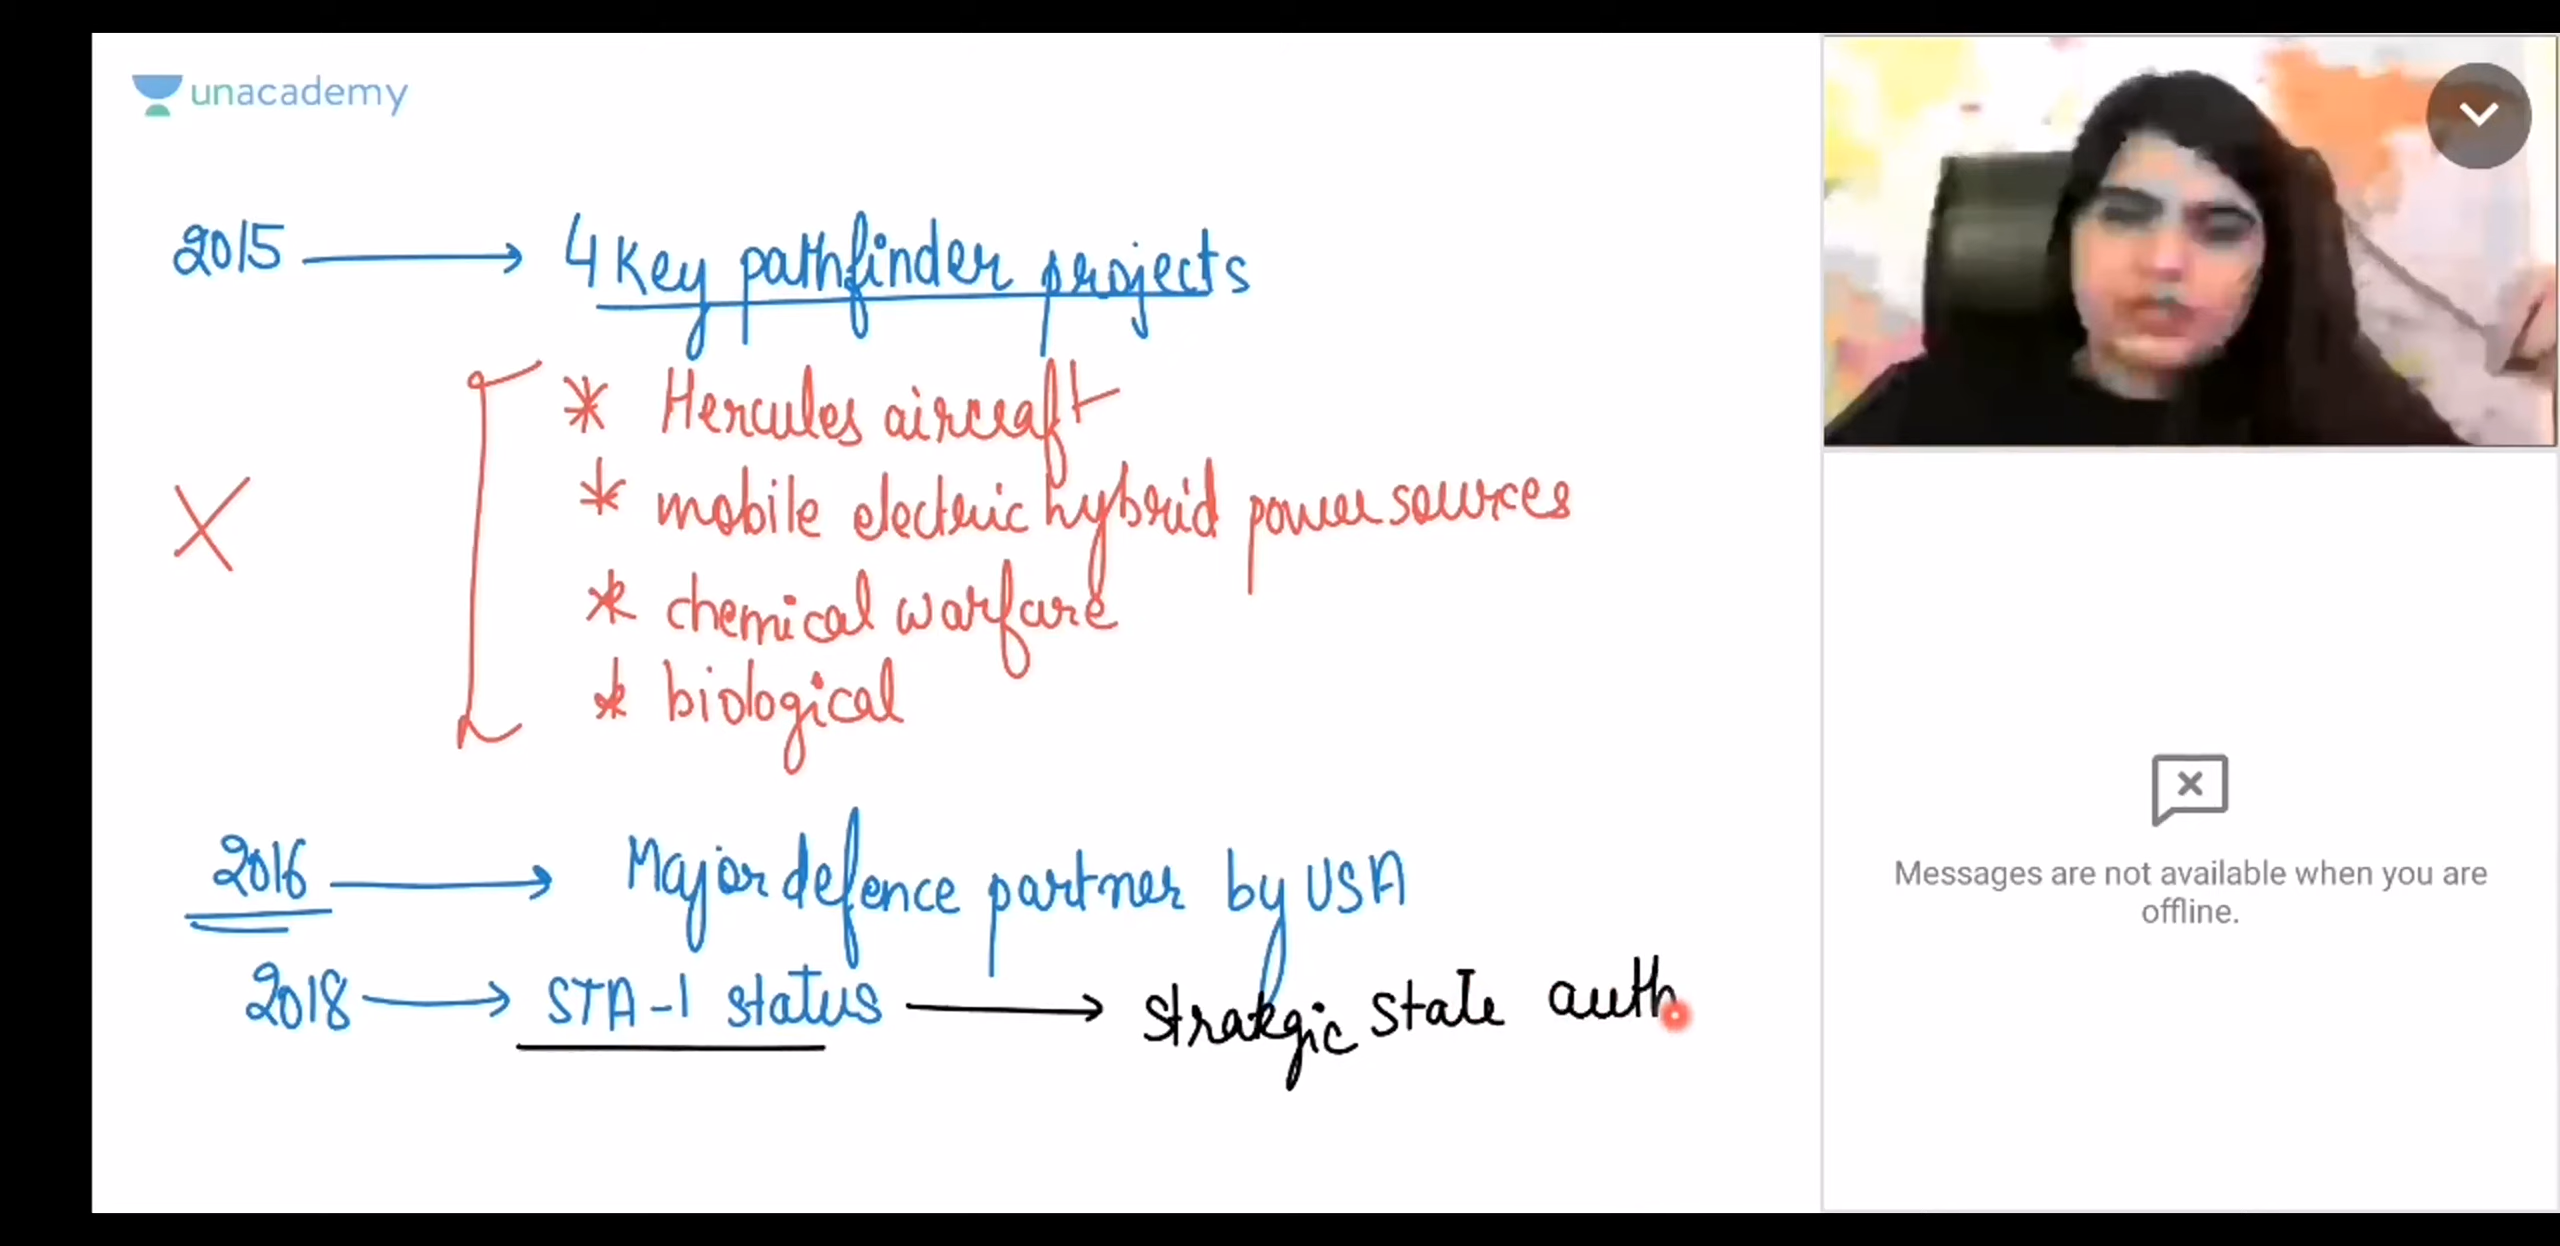 unacademy
2015 → 4 Key pathfinder projects
* Hercules aircraft
* mobile electric hybrid power sources
* chemical warfare
* biological
2016 → Major defence partner by USA
2018 → STA-1 status → strategic state auth
Messages are not available when you are
offline.